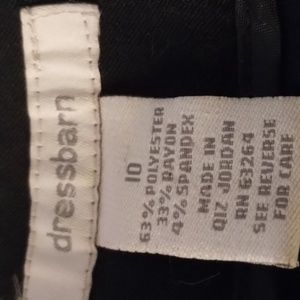 dressbarn
10
63% POLYESTER
33% RAYON
4% SPANDEX
MADE IN
QIZ JORDAN
RN 63264
SEE REVERSE
FOR CARE